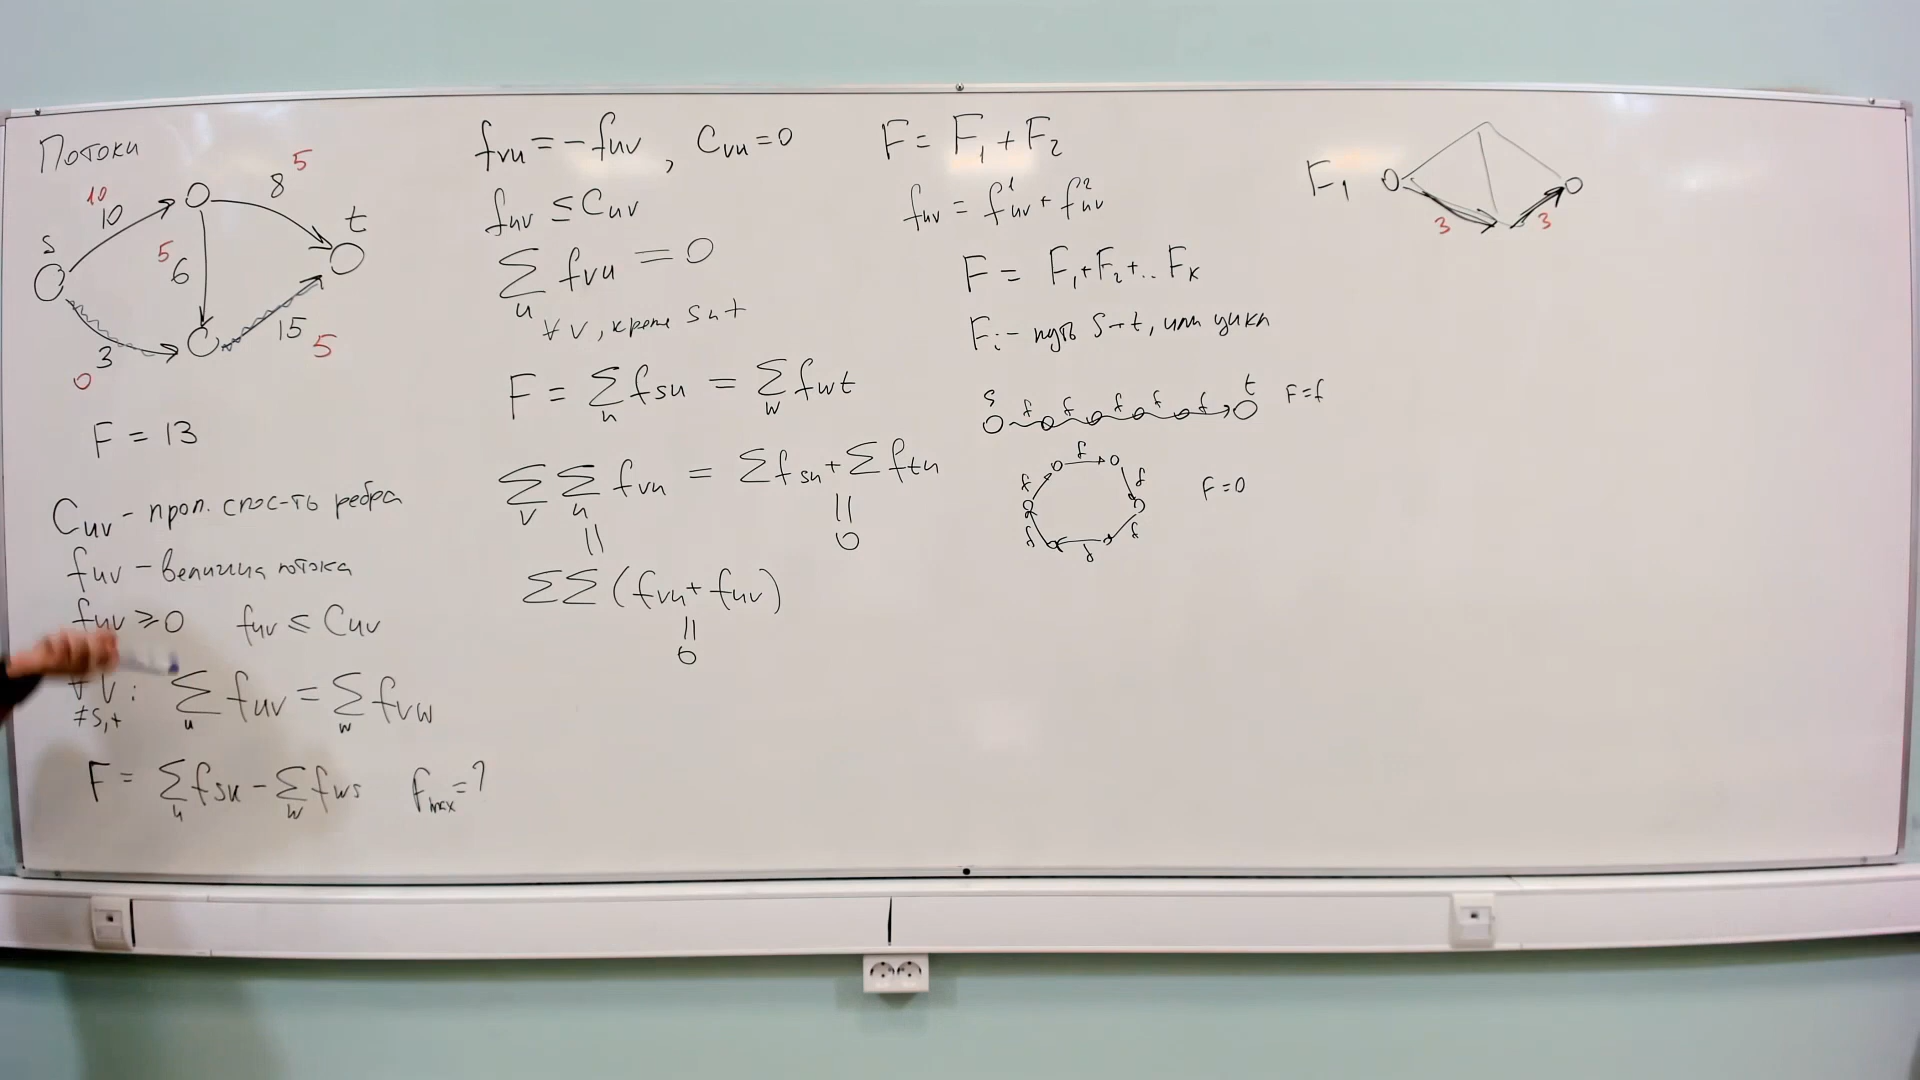 Потоки
10 5
10 8
s t
5
6
3 15
0 5
F = 13
Cuv - проп. спос-ть ребра
fuv - величина потока
fuv ⩾ 0 fuv ⩽ Cuv
∀ V : ∑u fuv = ∑w fvw
≠s,t
F = ∑u fsu - ∑w fws fmax = ?
fvu = -fuv , Cvu = 0
fuv ≤ Cuv
∑u fvu = 0
∀ v, кроме s и t
F = ∑u fsu = ∑w fwt
∑v ∑u fvu = ∑ fsu + ∑ ftu
|| ||
0
∑∑ (fvu + fuv)
||
0
F = F₁ + F₂
fuv = f¹uv + f²uv
F = F₁+F₂+.. Fk
Fi - путь s→t, или цикл
s f f f f f t F=f
f f f f f f f F=0
F₁
3 3